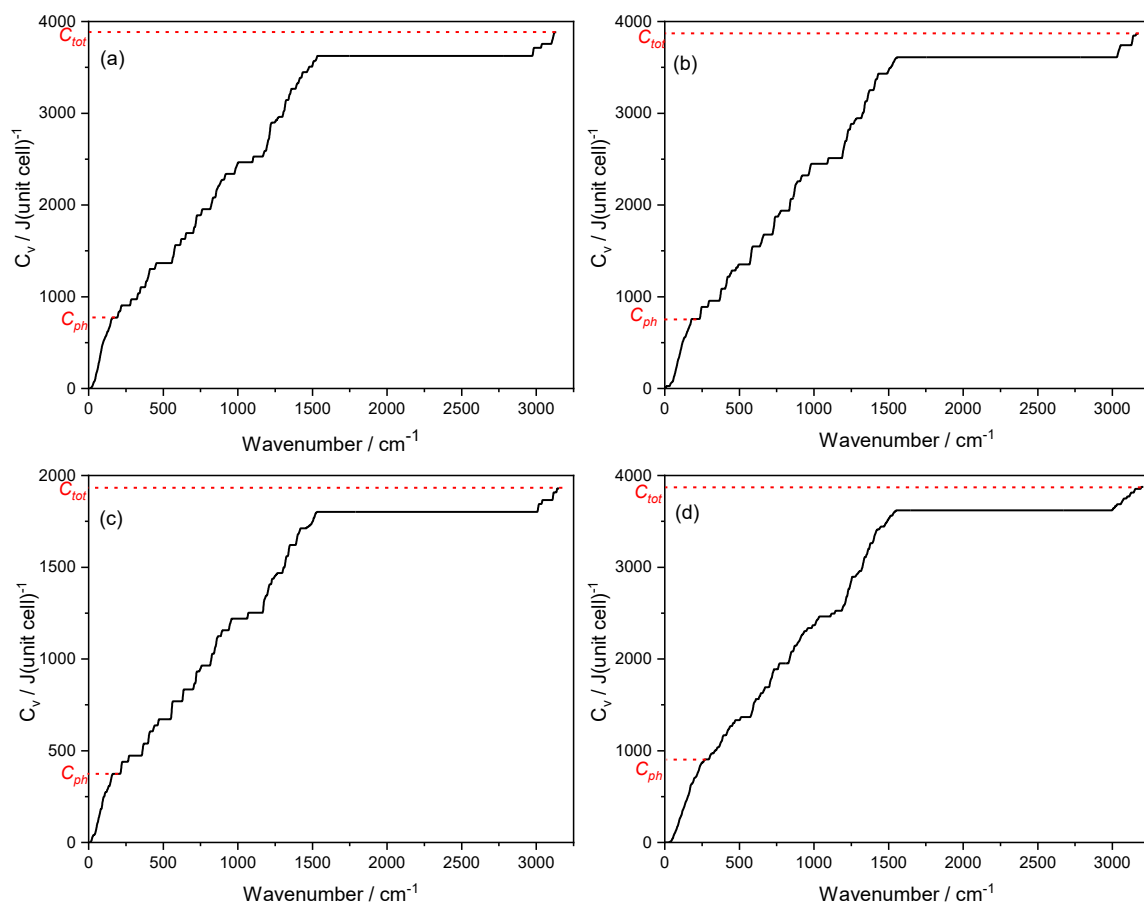 4000
C_tot
(a)
3000
2000
1000
C_ph
0
C_v / J(unit cell)^-1
0 500 1000 1500 2000 2500 3000
Wavenumber / cm^-1
4000
C_tot
(b)
3000
2000
1000
C_ph
0
C_v / J(unit cell)^-1
0 500 1000 1500 2000 2500 3000
Wavenumber / cm^-1
2000
C_tot
(c)
1500
1000
500
C_ph
0
C_v / J(unit cell)^-1
0 500 1000 1500 2000 2500 3000
Wavenumber / cm^-1
4000
C_tot
(d)
3000
2000
1000
C_ph
0
C_v / J(unit cell)^-1
0 500 1000 1500 2000 2500 3000
Wavenumber / cm^-1